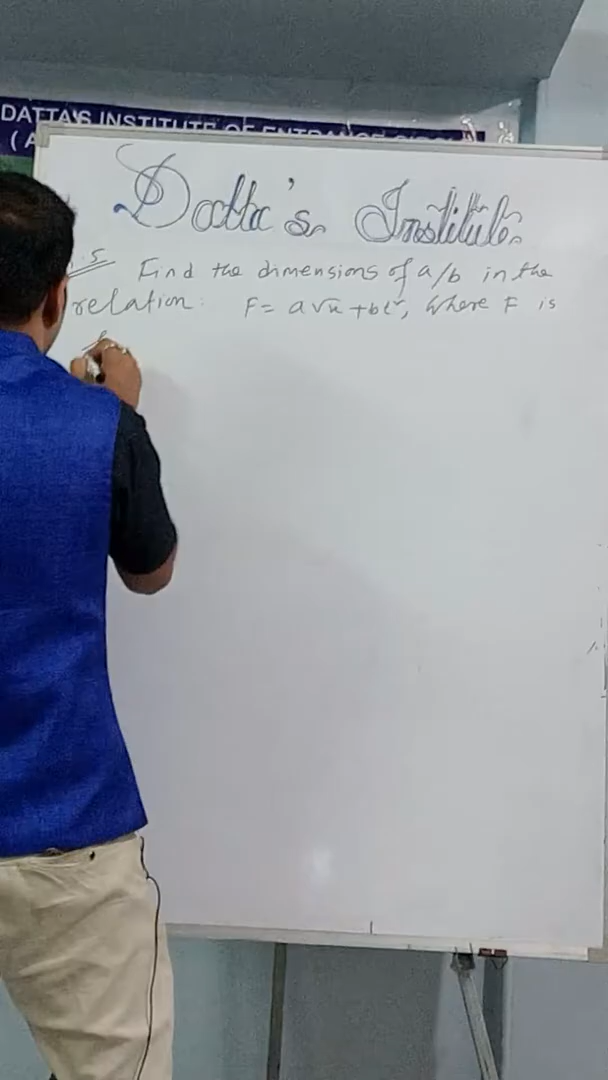 DATTA'S INSTITUTE OF ENTRANCE
( A
Datta's Institute
.5 Find the dimensions of a/b in the
relation: F = a√x + bt², where F is
f